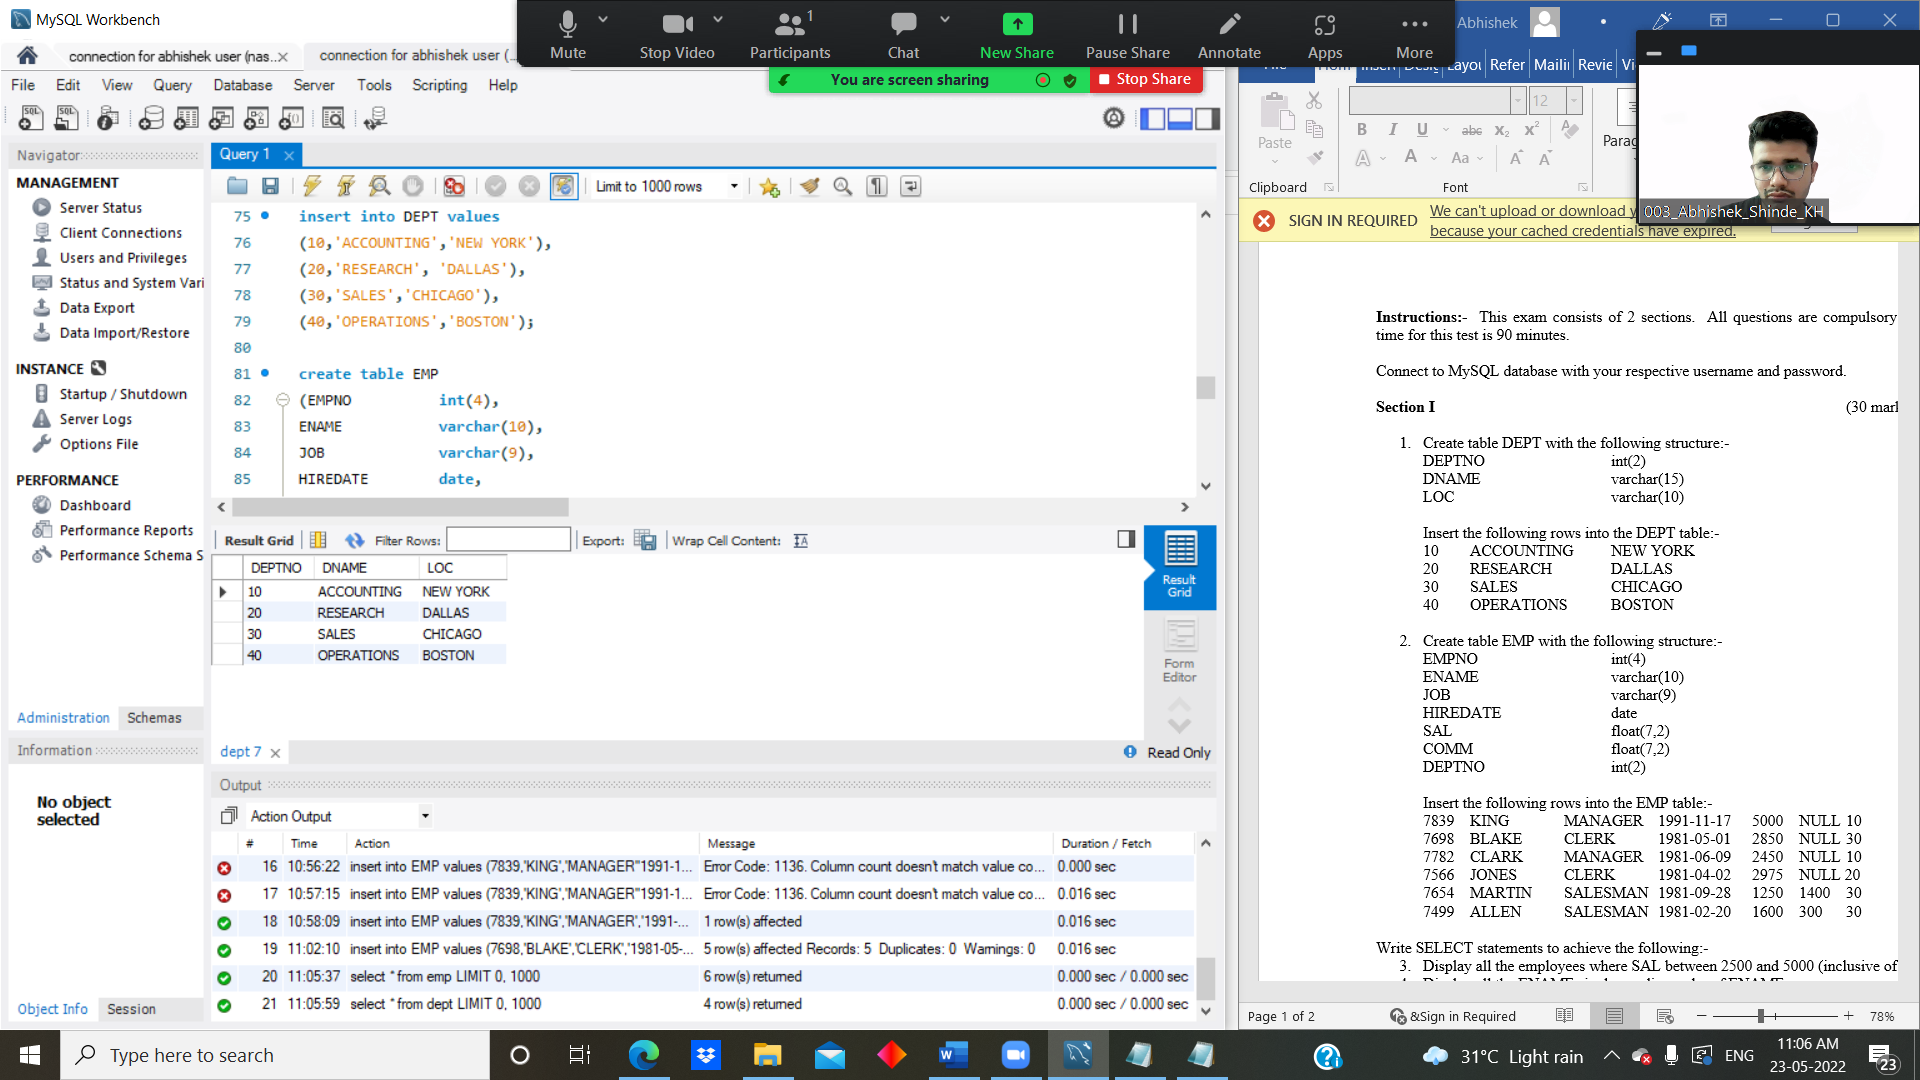 MySQL Workbench
Mute
Stop Video
1
Participants
Chat
New Share
Pause Share
Annotate
Apps
More
You are screen sharing
Stop Share
Abhishek
connection for abhishek user (nas...
connection for abhishek user (...
File Edit View Query Database Server Tools Scripting Help
Refer
Navigator
MANAGEMENT
Server Status
Client Connections
Users and Privileges
Status and System Vari
Data Export
Data Import/Restore
INSTANCE
Startup / Shutdown
Server Logs
Options File
PERFORMANCE
Dashboard
Performance Reports
Performance Schema S
Administration Schemas
Information
No object
selected
Object Info Session
Query 1
Limit to 1000 rows
75 insert into DEPT values
76 (10,'ACCOUNTING','NEW YORK'),
77 (20,'RESEARCH', 'DALLAS'),
78 (30,'SALES','CHICAGO'),
79 (40,'OPERATIONS','BOSTON');
80
81 create table EMP
82 (EMPNO int(4),
83 ENAME varchar(10),
84 JOB varchar(9),
85 HIREDATE date,
Result Grid Filter Rows: Export: Wrap Cell Content:
DEPTNO DNAME LOC
10 ACCOUNTING NEW YORK
20 RESEARCH DALLAS
30 SALES CHICAGO
40 OPERATIONS BOSTON
Result
Grid
Form
Editor
dept 7
Read Only
Output
Action Output
# Time Action Message Duration / Fetch
16 10:56:22 insert into EMP values (7839,'KING','MANAGER''1991-1... Error Code: 1136. Column count doesn't match value co... 0.000 sec
17 10:57:15 insert into EMP values (7839,'KING','MANAGER''1991-1... Error Code: 1136. Column count doesn't match value co... 0.016 sec
18 10:58:09 insert into EMP values (7839,'KING','MANAGER','1991-... 1 row(s) affected 0.016 sec
19 11:02:10 insert into EMP values (7698,'BLAKE','CLERK','1981-05-... 5 row(s) affected Records: 5 Duplicates: 0 Warnings: 0 0.016 sec
20 11:05:37 select * from emp LIMIT 0, 1000 6 row(s) returned 0.000 sec / 0.000 sec
21 11:05:59 select * from dept LIMIT 0, 1000 4 row(s) returned 0.000 sec / 0.000 sec
Paste
12
B I U abc x2 x2
A A Aa A A
Clipboard
Font
Parag
003_Abhishek_Shinde_KH
SIGN IN REQUIRED
We can't upload or download y
because your cached credentials have expired.
Instructions:- This exam consists of 2 sections. All questions are compulsory
time for this test is 90 minutes.
Connect to MySQL database with your respective username and password.
Section I (30 mark
1. Create table DEPT with the following structure:-
DEPTNO int(2)
DNAME varchar(15)
LOC varchar(10)
Insert the following rows into the DEPT table:-
10 ACCOUNTING NEW YORK
20 RESEARCH DALLAS
30 SALES CHICAGO
40 OPERATIONS BOSTON
2. Create table EMP with the following structure:-
EMPNO int(4)
ENAME varchar(10)
JOB varchar(9)
HIREDATE date
SAL float(7,2)
COMM float(7,2)
DEPTNO int(2)
Insert the following rows into the EMP table:-
7839 KING MANAGER 1991-11-17 5000 NULL 10
7698 BLAKE CLERK 1981-05-01 2850 NULL 30
7782 CLARK MANAGER 1981-06-09 2450 NULL 10
7566 JONES CLERK 1981-04-02 2975 NULL 20
7654 MARTIN SALESMAN 1981-09-28 1250 1400 30
7499 ALLEN SALESMAN 1981-02-20 1600 300 30
Write SELECT statements to achieve the following:-
3. Display all the employees where SAL between 2500 and 5000 (inclusive of
Page 1 of 2
&Sign in Required
78%
Type here to search
31°C Light rain
ENG
11:06 AM
23-05-2022
23